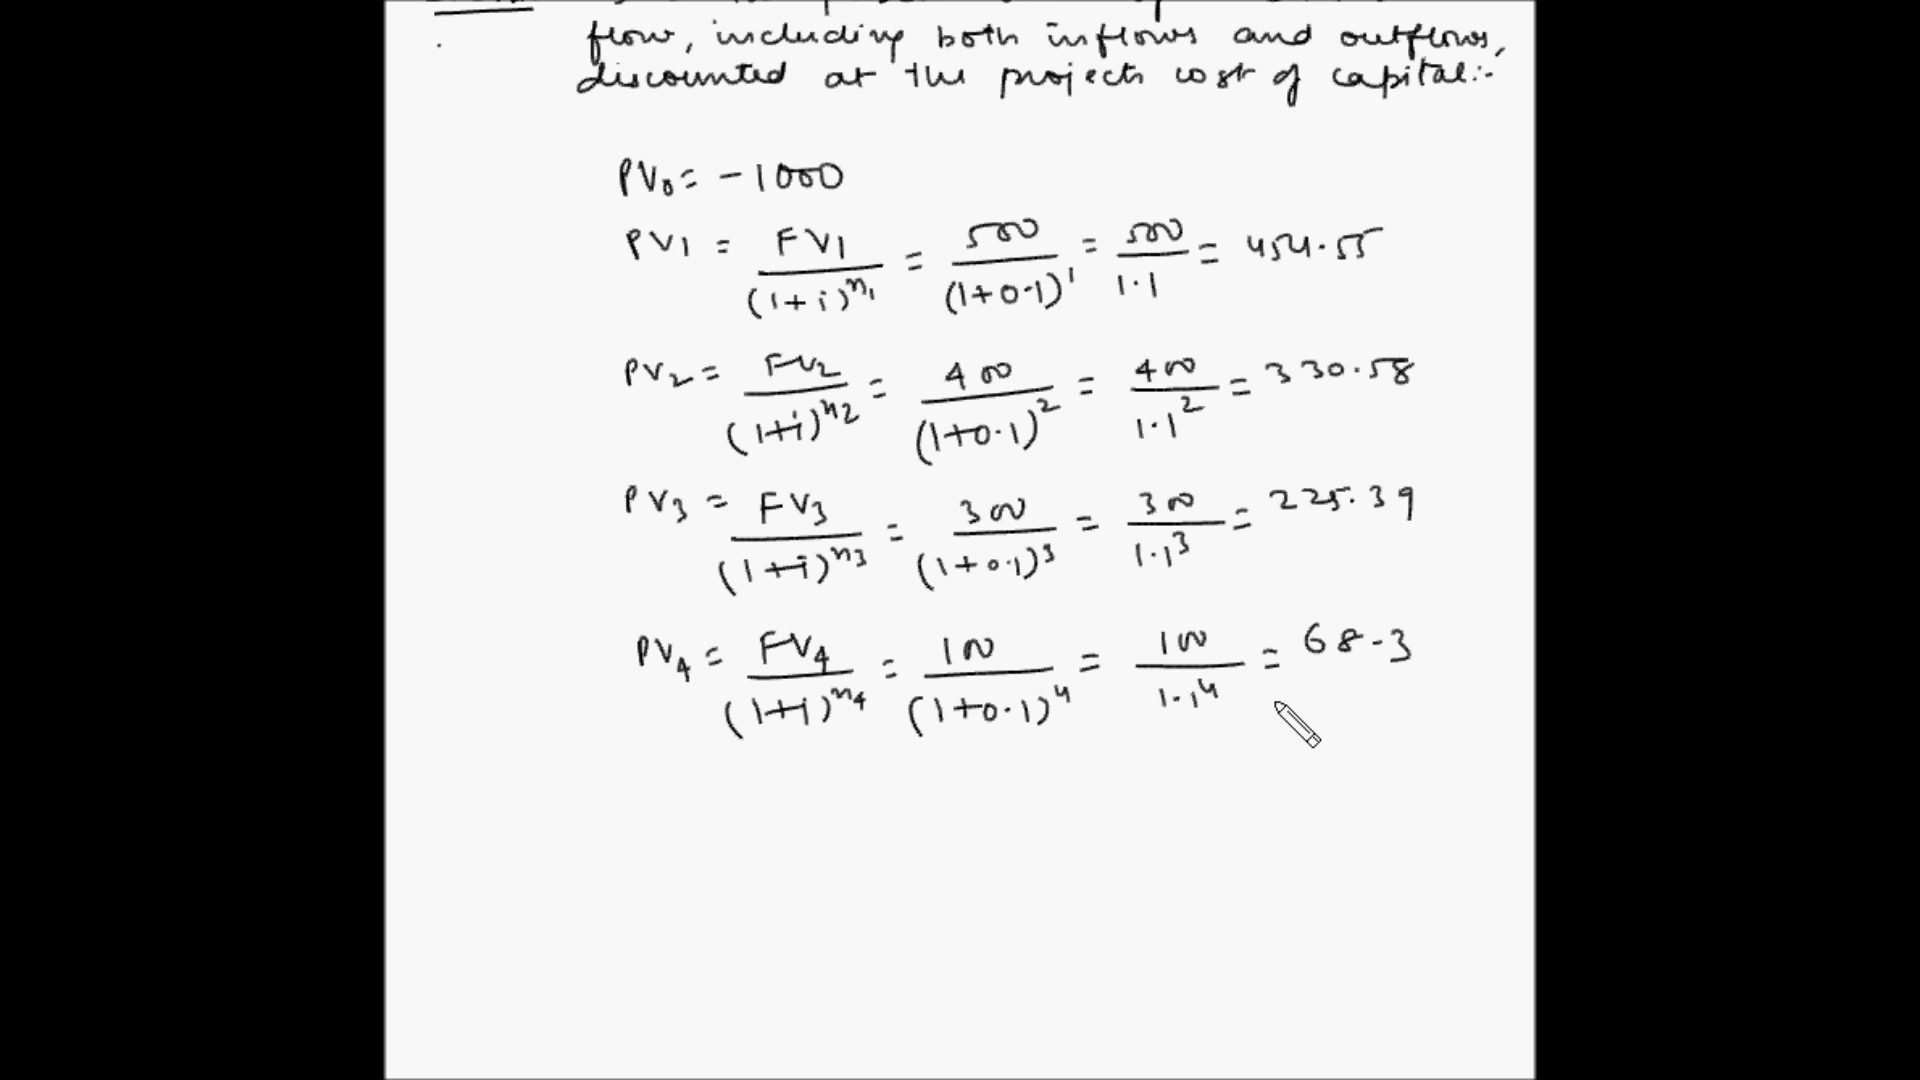 flow, including both inflows and outflows,
discounted at the projects cost of capital:-
PV₀ = -1000
PV1 = FV1 / (1+i)^n₁ = 500 / (1+0.1)^1 = 500 / 1.1 = 454.55
PV₂ = FV₂ / (1+i)^n2 = 400 / (1+0.1)^2 = 400 / 1.1^2 = 330.58
PV₃ = FV₃ / (1+i)^n3 = 300 / (1+0.1)^3 = 300 / 1.1^3 = 225.39
PV₄ = FV₄ / (1+i)^n₄ = 100 / (1+0.1)^4 = 100 / 1.1^4 = 68.3